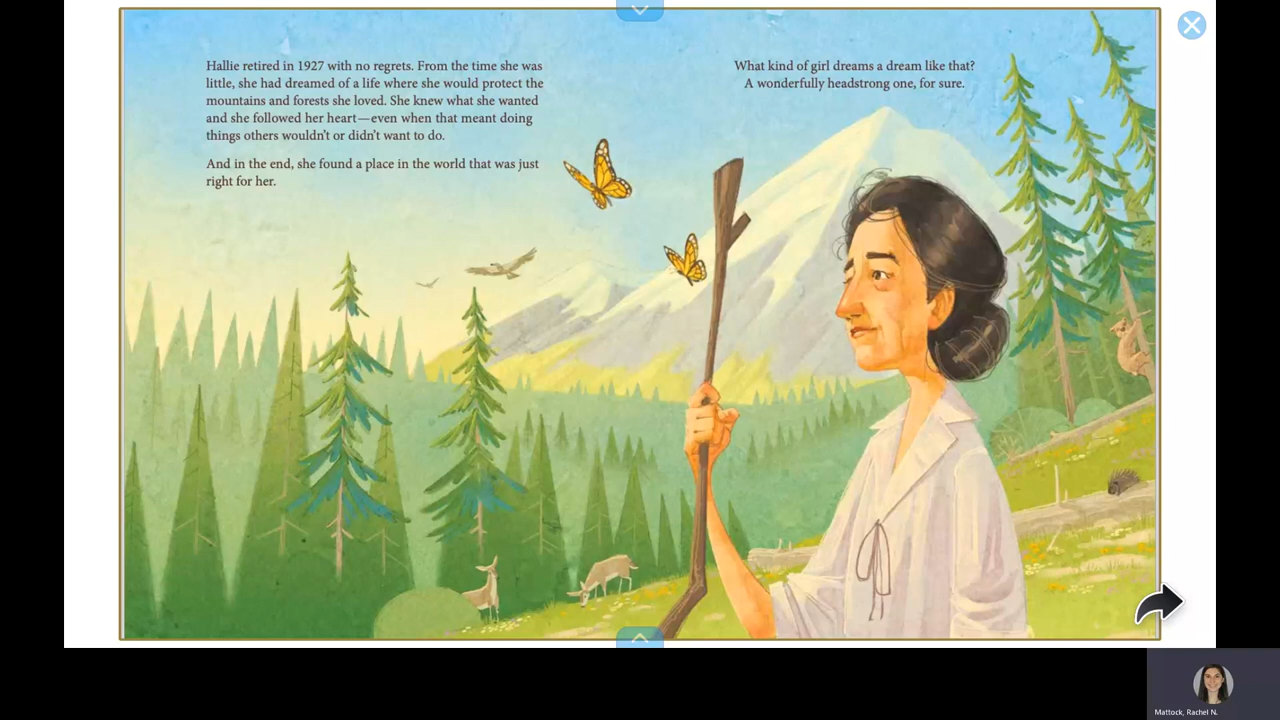 Hallie retired in 1927 with no regrets. From the time she was
little, she had dreamed of a life where she would protect the
mountains and forests she loved. She knew what she wanted
and she followed her heart—even when that meant doing
things others wouldn't or didn't want to do.
And in the end, she found a place in the world that was just
right for her.
What kind of girl dreams a dream like that?
A wonderfully headstrong one, for sure.
Mattock, Rachel N.